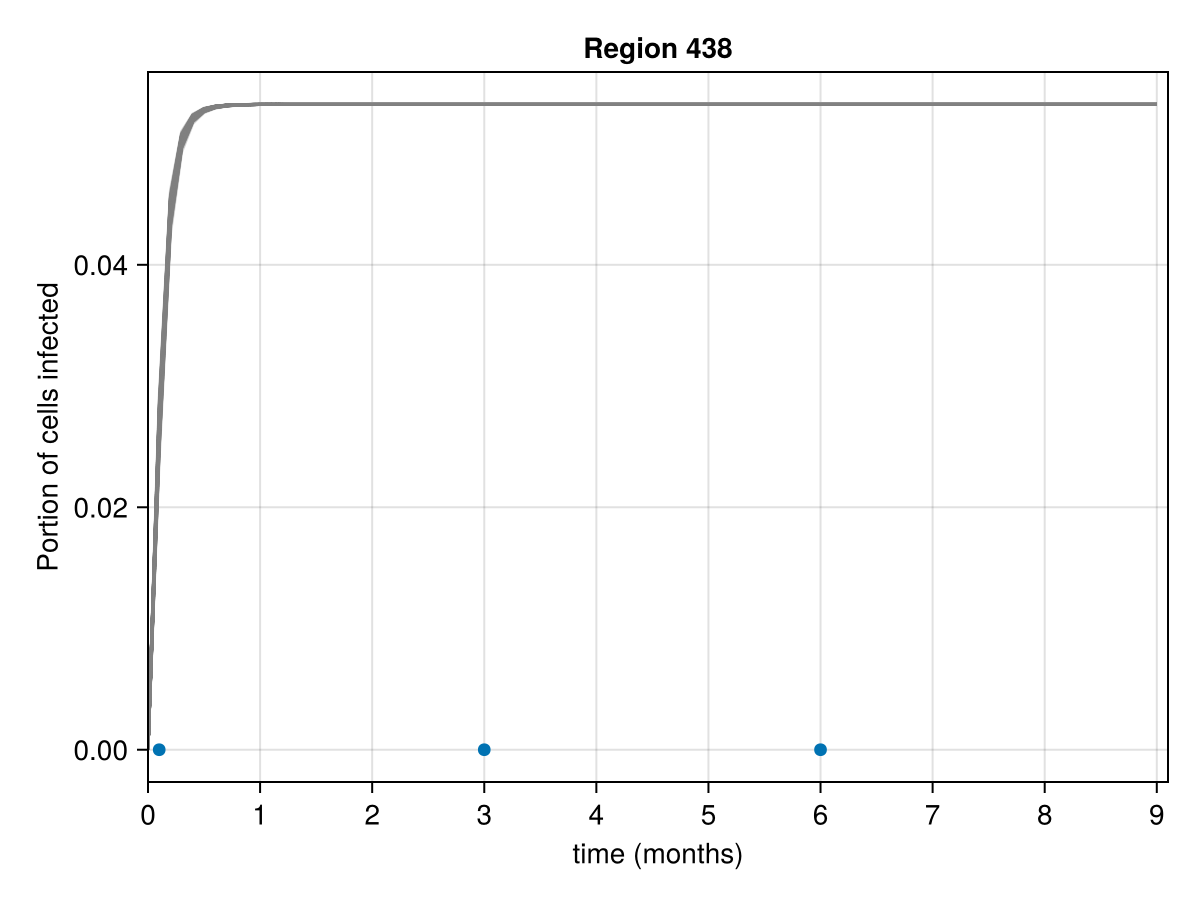 Region 438
Portion of cells infected
0.04
0.02
0.00
0 1 2 3 4 5 6 7 8 9
time (months)